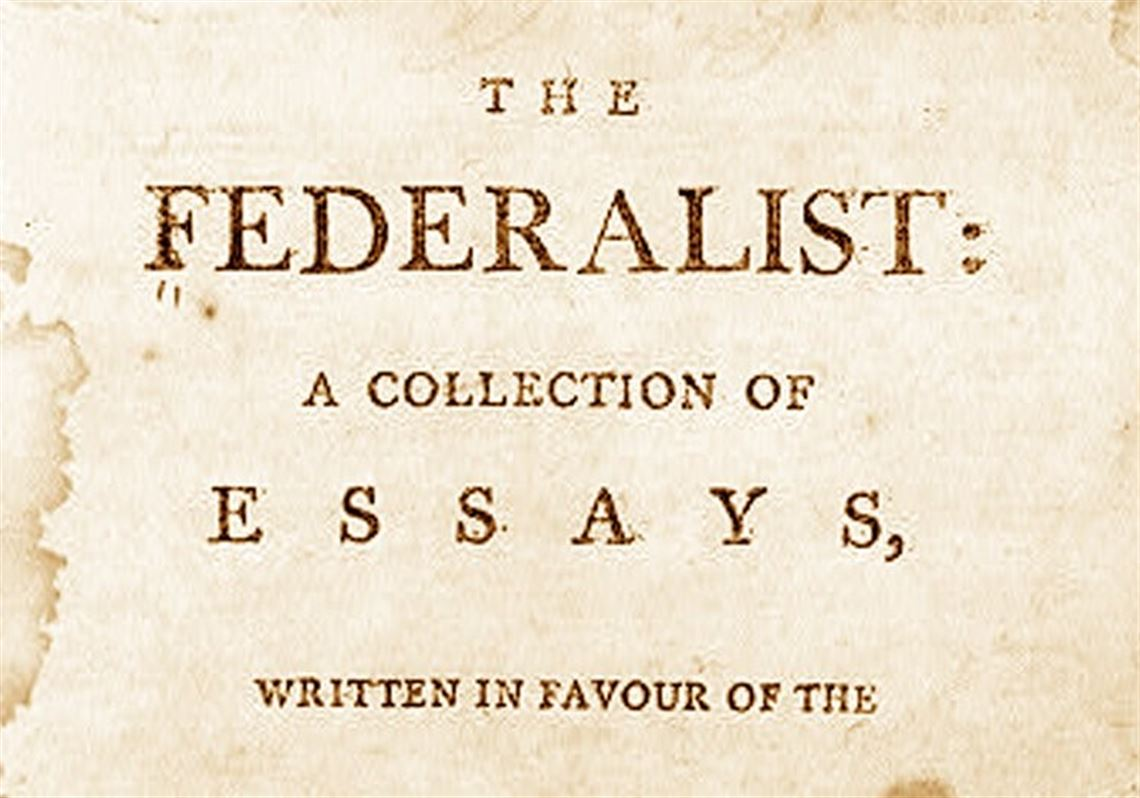 THE
FEDERALIST:
A COLLECTION OF
ESSAYS,
WRITTEN IN FAVOUR OF THE